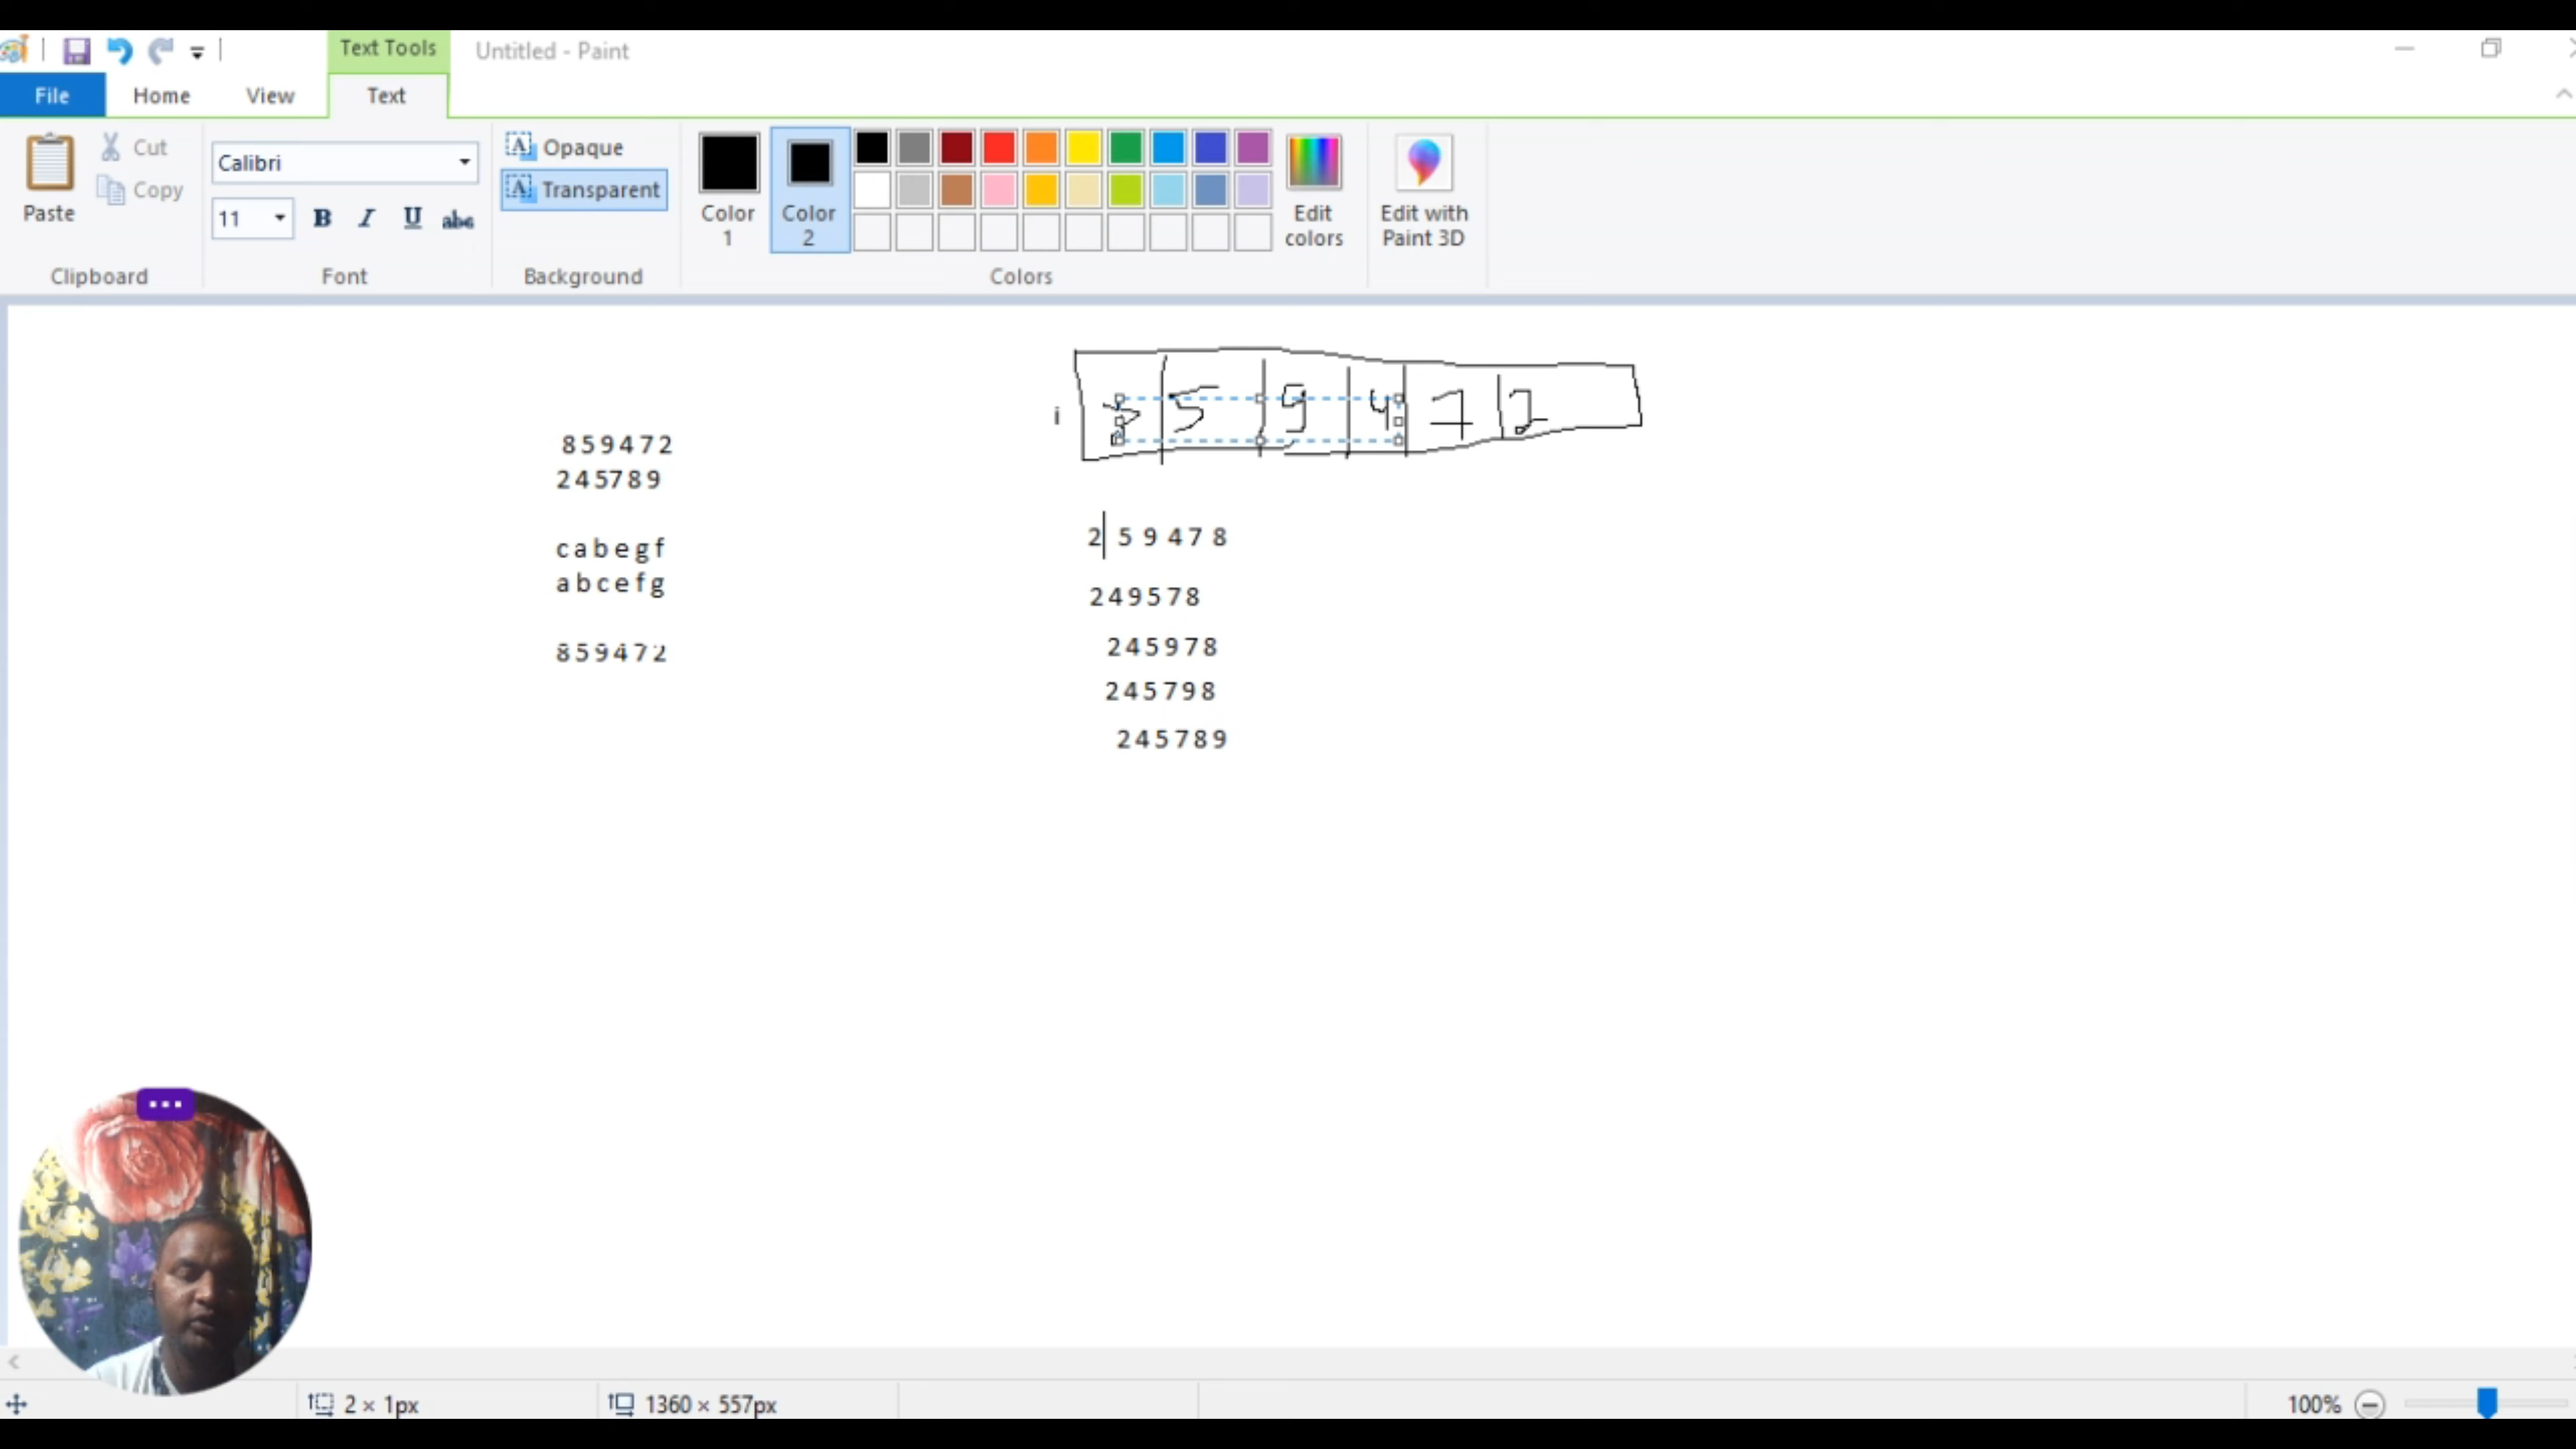 Text Tools
Untitled - Paint
File Home View Text
Paste
Cut
Copy
Clipboard
Calibri
11 B I U abc
Font
Opaque
Transparent
Background
Color 1
Color 2
Edit colors
Colors
Edit with Paint 3D
i
8 5 9 4 7 2
8 5 9 4 7 2
2 4 5 7 8 9
c a b e g f
a b c e f g
8 5 9 4 7 2
2 5 9 4 7 8
2 4 9 5 7 8
2 4 5 9 7 8
2 4 5 7 9 8
2 4 5 7 8 9
2 × 1px
1360 × 557px
100%